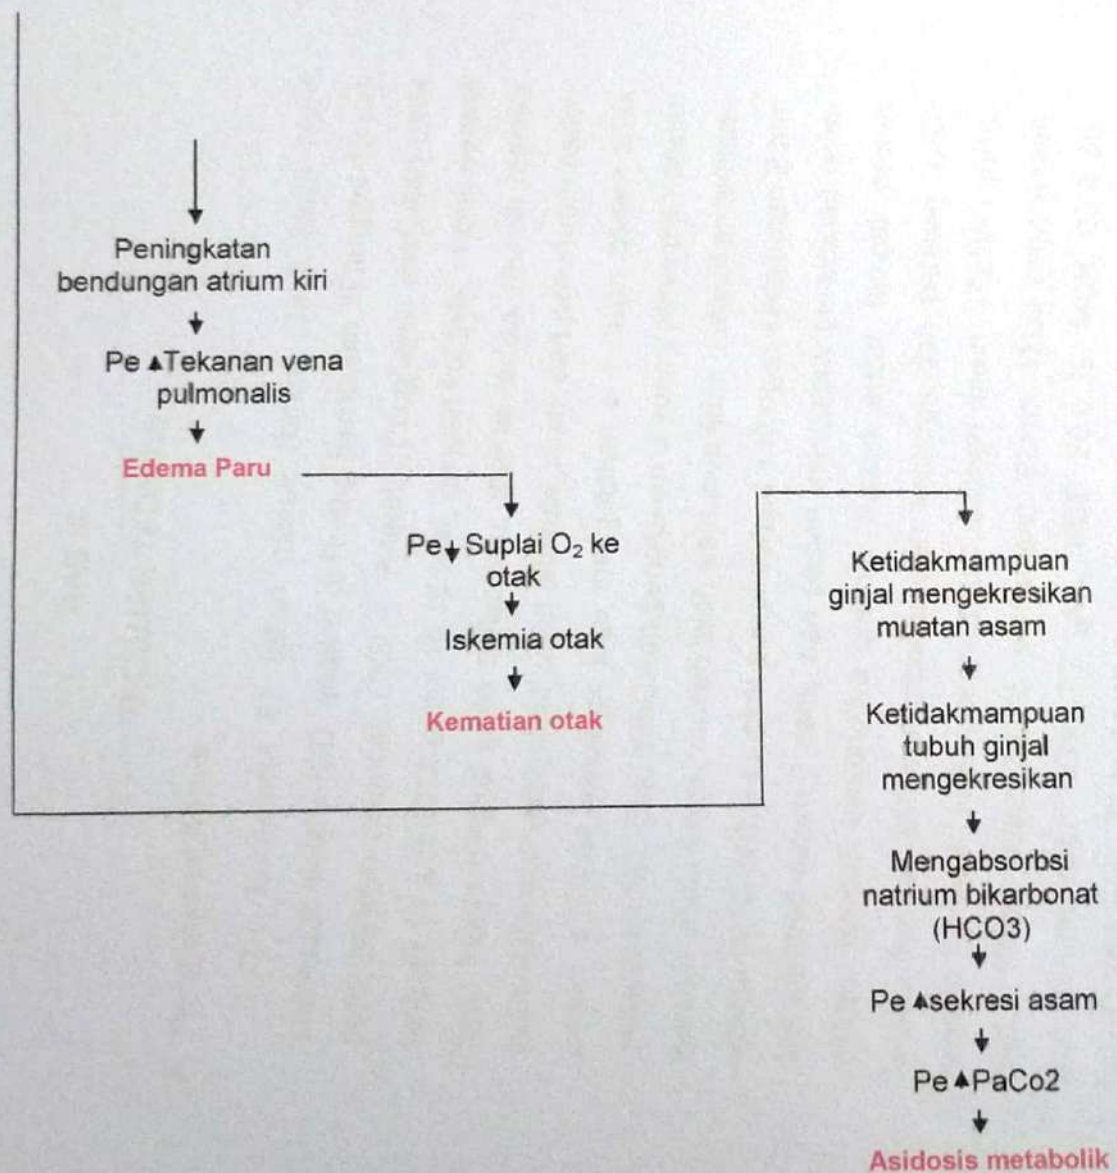 Peningkatan
bendungan atrium kiri
Pe ▲Tekanan vena
pulmonalis
Edema Paru
Pe↓ Suplai O₂ ke
otak
Iskemia otak
Kematian otak
Ketidakmampuan
ginjal mengekresikan
muatan asam
Ketidakmampuan
tubuh ginjal
mengekresikan
Mengabsorbsi
natrium bikarbonat
(HCO3)
Pe ▲sekresi asam
Pe ▲PaCo2
Asidosis metabolik